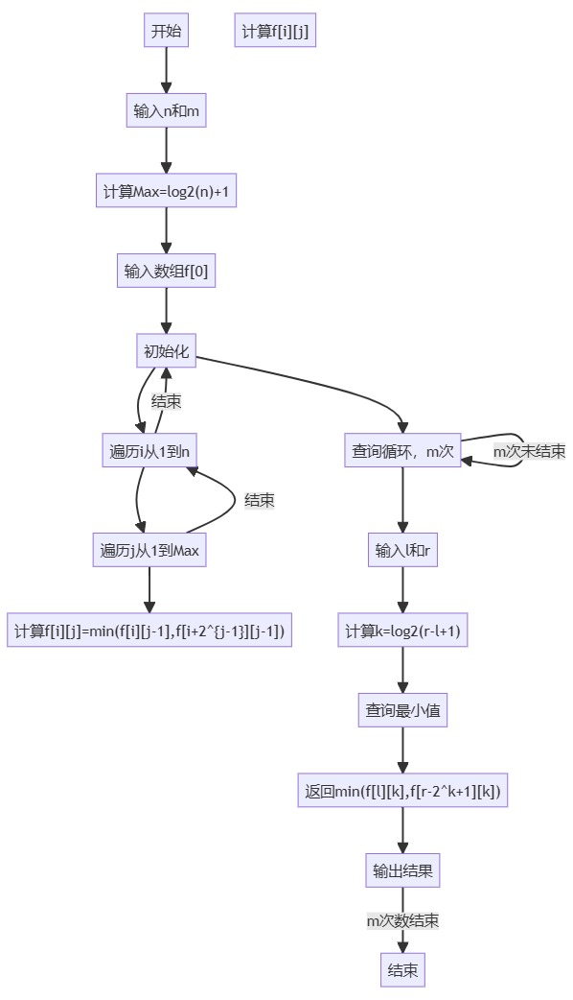 开始
计算f[i][j]
输入n和m
计算Max=log2(n)+1
输入数组f[0]
初始化
结束
遍历i从1到n
查询循环，m次
m次未结束
结束
遍历j从1到Max
输入l和r
计算f[i][j]=min(f[i][j-1],f[i+2^{j-1}][j-1])
计算k=log2(r-l+1)
查询最小值
返回min(f[l][k],f[r-2^k+1][k])
输出结果
m次数结束
结束